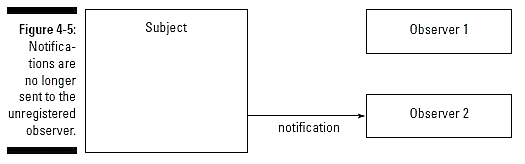 Figure 4-5:
Notifica-
tions are
no longer
sent to the
unregistered
observer.
Subject
Observer 1
Observer 2
notification